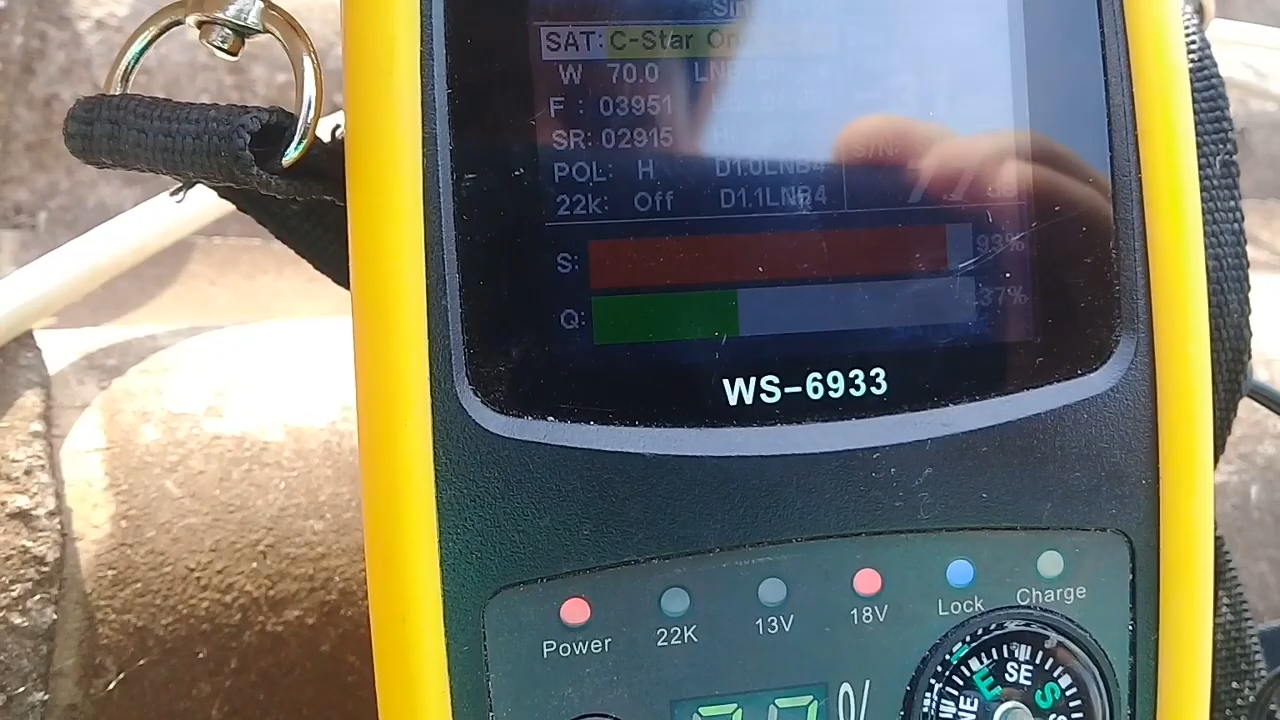 SAT: C-Star
W 70.0
F : 03951
SR: 02915
POL: H D1.0LNB4
22k: Off D1.1LNB4
S/N:
S: 93%
Q: 37%
WS-6933
Power 22K 13V 18V Lock Charge
%
NE E SE S